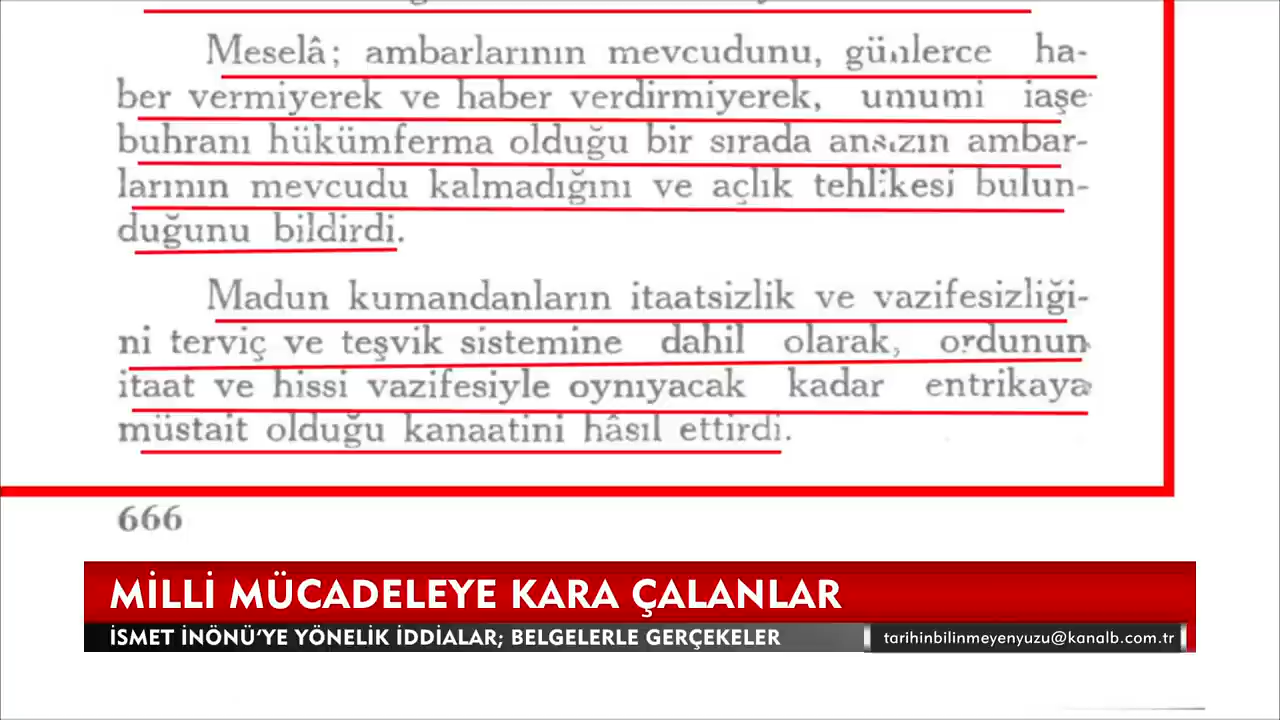 Meselâ; ambarlarının mevcudunu, günlerce ha-
ber vermiyerek ve haber verdirmiyerek, umumi iaşe
buhranı hükümferma olduğu bir sırada ansızın ambar-
larının mevcudu kalmadığını ve açlık tehlikesi bulun-
duğunu bildirdi.
Madun kumandanların itaatsizlik ve vazifesizliği-
ni terviç ve teşvik sistemine dahil olarak, ordunun
itaat ve hissi vazifesiyle oynıyacak kadar entrikaya
müstait olduğu kanaatini hâsıl ettirdi.
666
MİLLİ MÜCADELEYE KARA ÇALANLAR
İSMET İNÖNÜ'YE YÖNELİK İDDİALAR; BELGELERLE GERÇEKELER
tarihinbilinmeyenyuzu@kanalb.com.tr